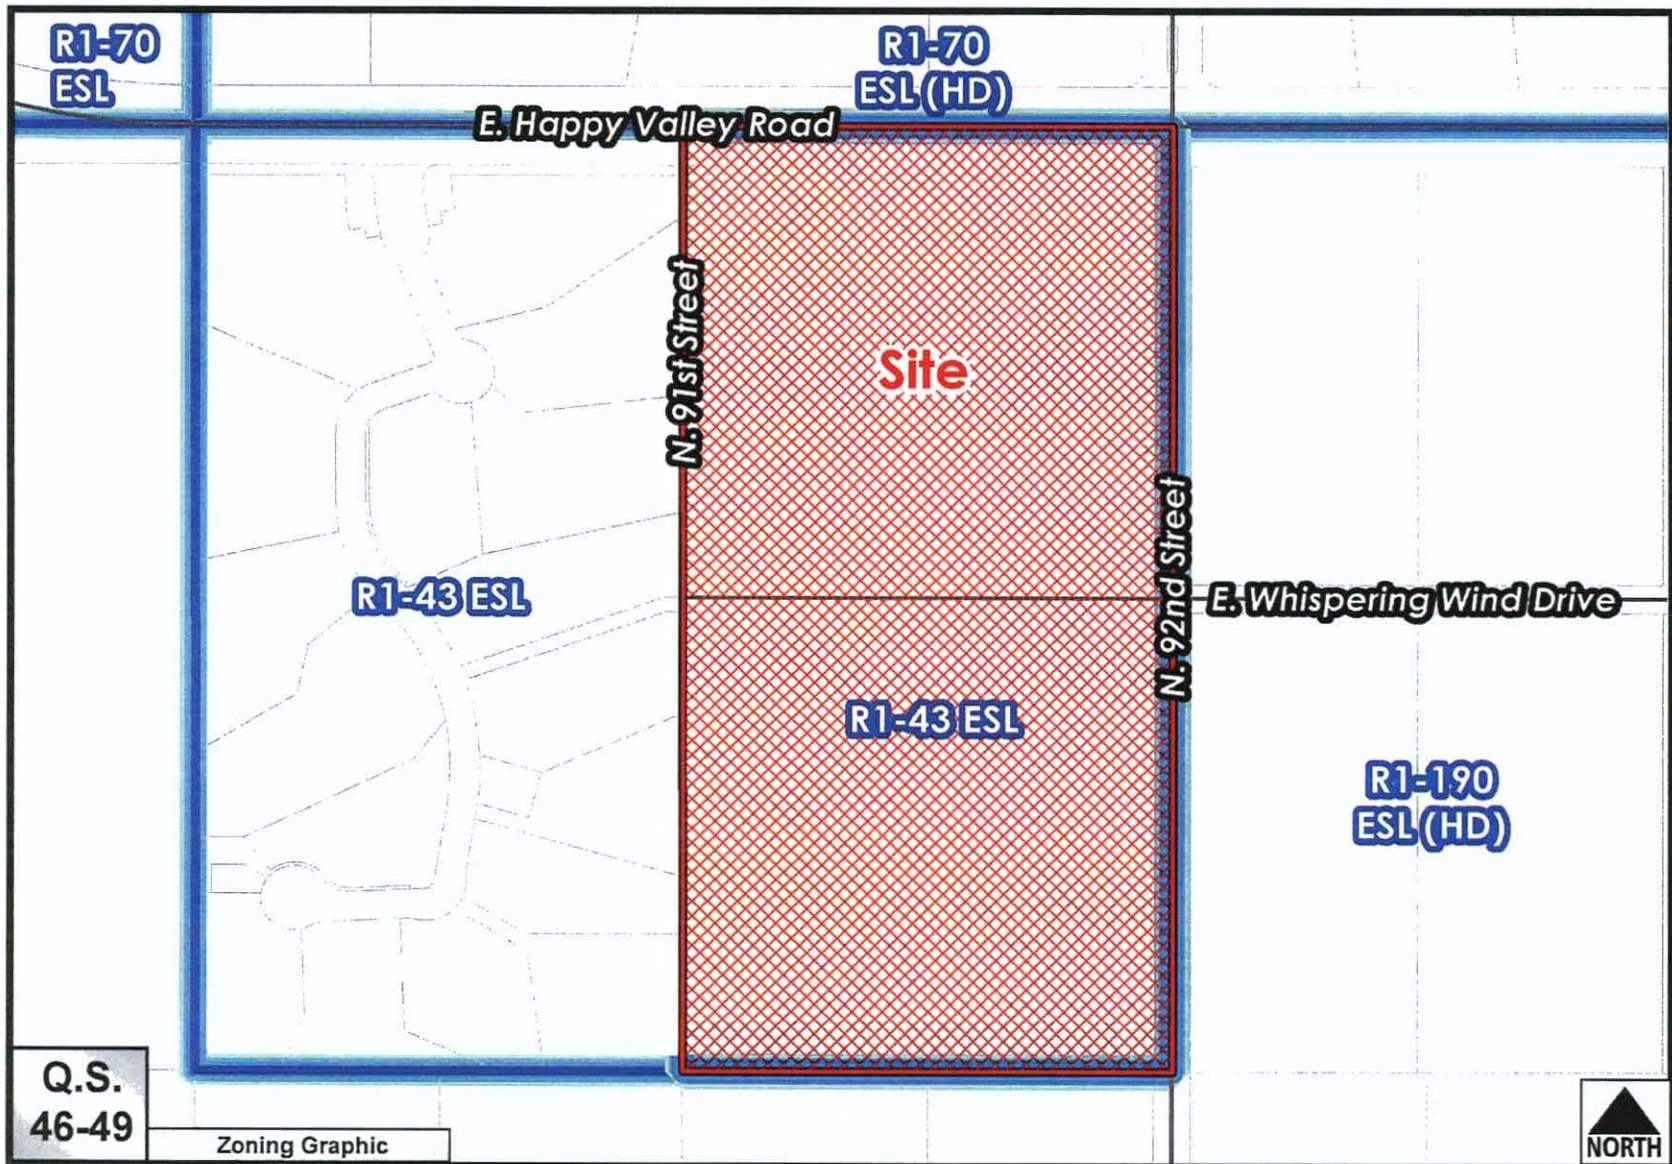 R1-70
ESL
R1-70
ESL (HD)
E. Happy Valley Road
N. 91st Street
Site
N. 92nd Street
R1-43 ESL
E. Whispering Wind Drive
R1-43 ESL
R1-190
ESL (HD)
Q.S.
46-49
Zoning Graphic
NORTH